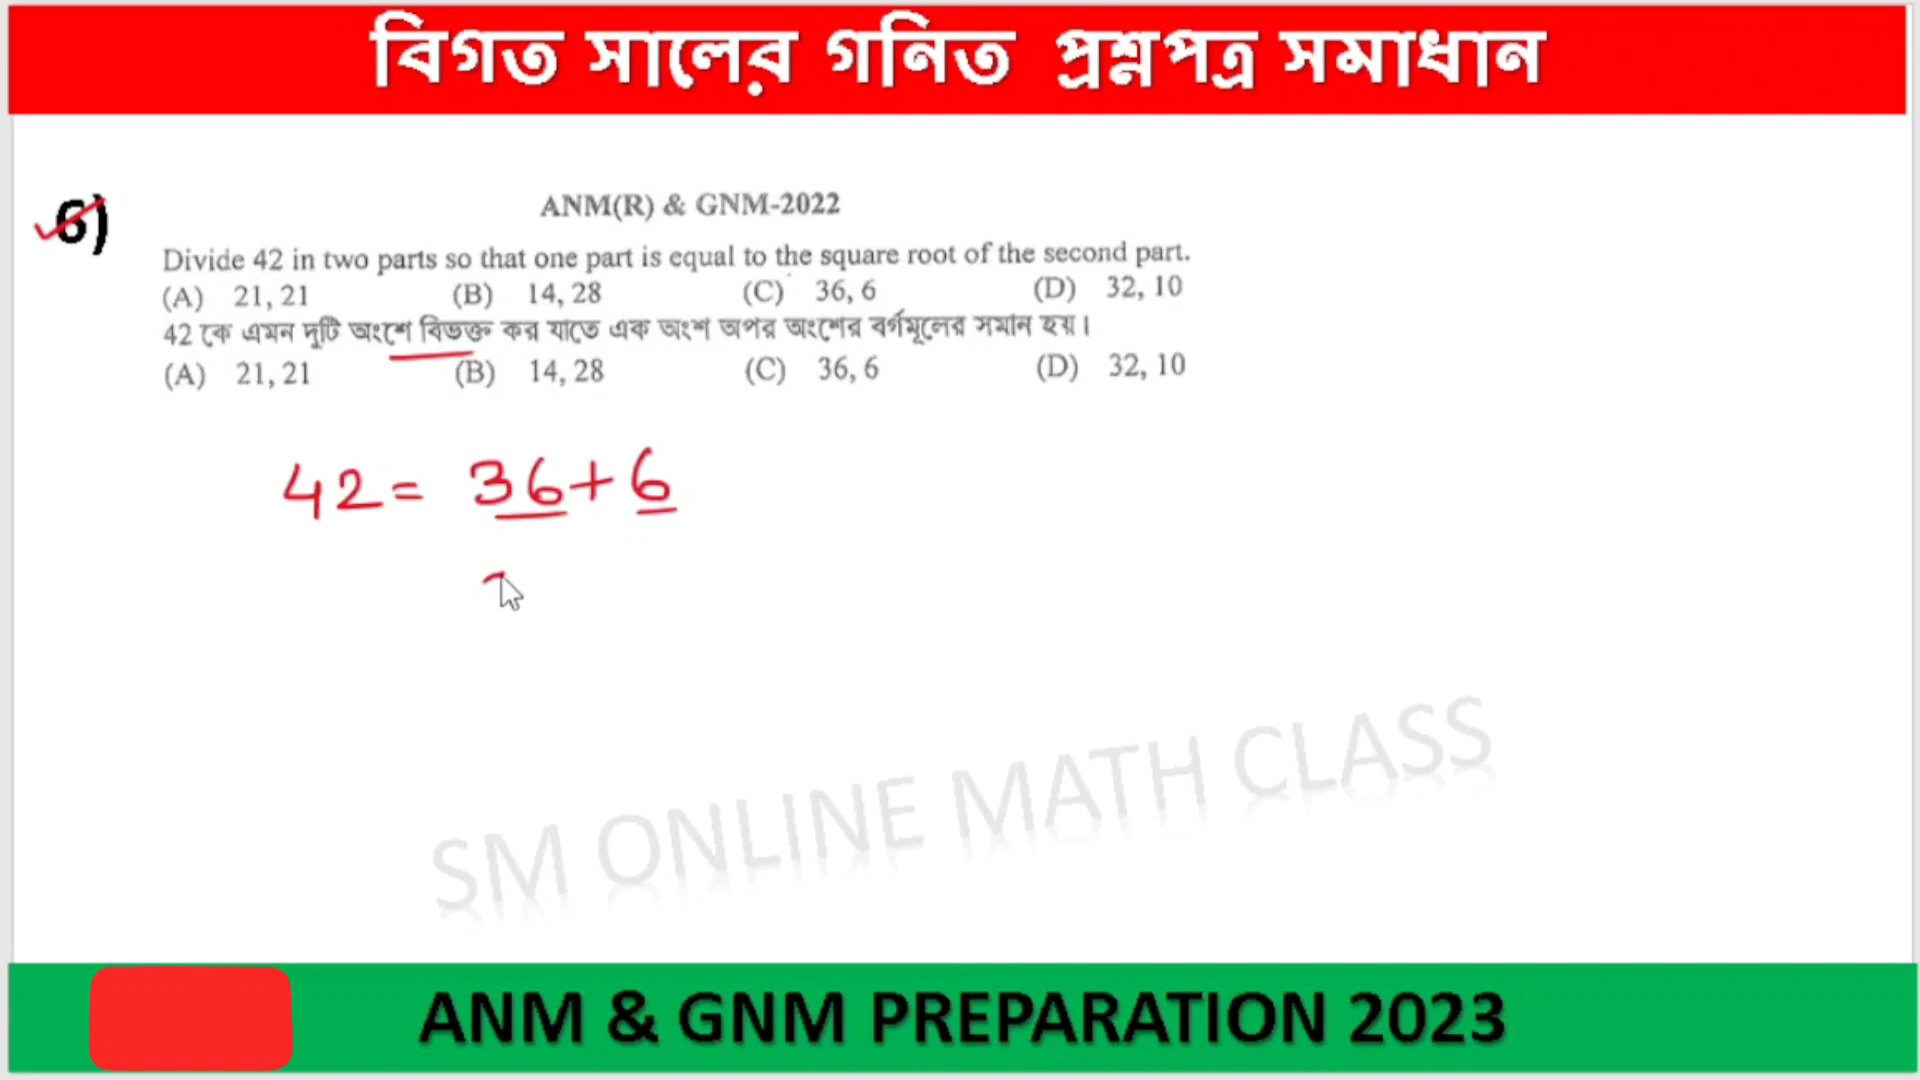 বিগত সালের গনিত প্রশ্নপত্র সমাধান
6)
ANM(R) & GNM-2022
Divide 42 in two parts so that one part is equal to the square root of the second part.
(A) 21, 21 (B) 14, 28 (C) 36, 6 (D) 32, 10
42 কে এমন দুটি অংশে বিভক্ত কর যাতে এক অংশ অপর অংশের বর্গমূলের সমান হয়।
(A) 21, 21 (B) 14, 28 (C) 36, 6 (D) 32, 10
42 = 36 + 6
SM ONLINE MATH CLASS
ANM & GNM PREPARATION 2023